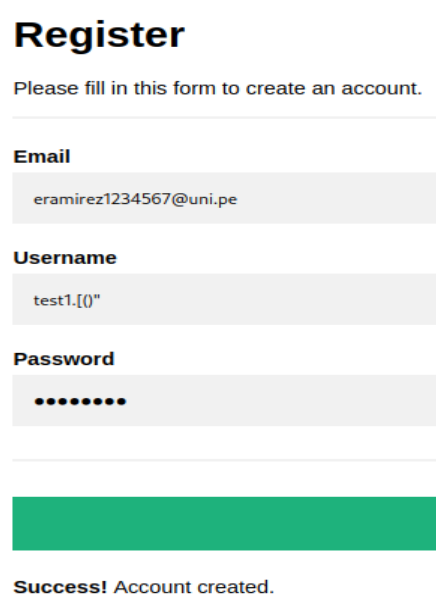 Register
Please fill in this form to create an account.
Email
eramirez1234567@uni.pe
Username
test1.[()"
Password
••••••••
Success! Account created.